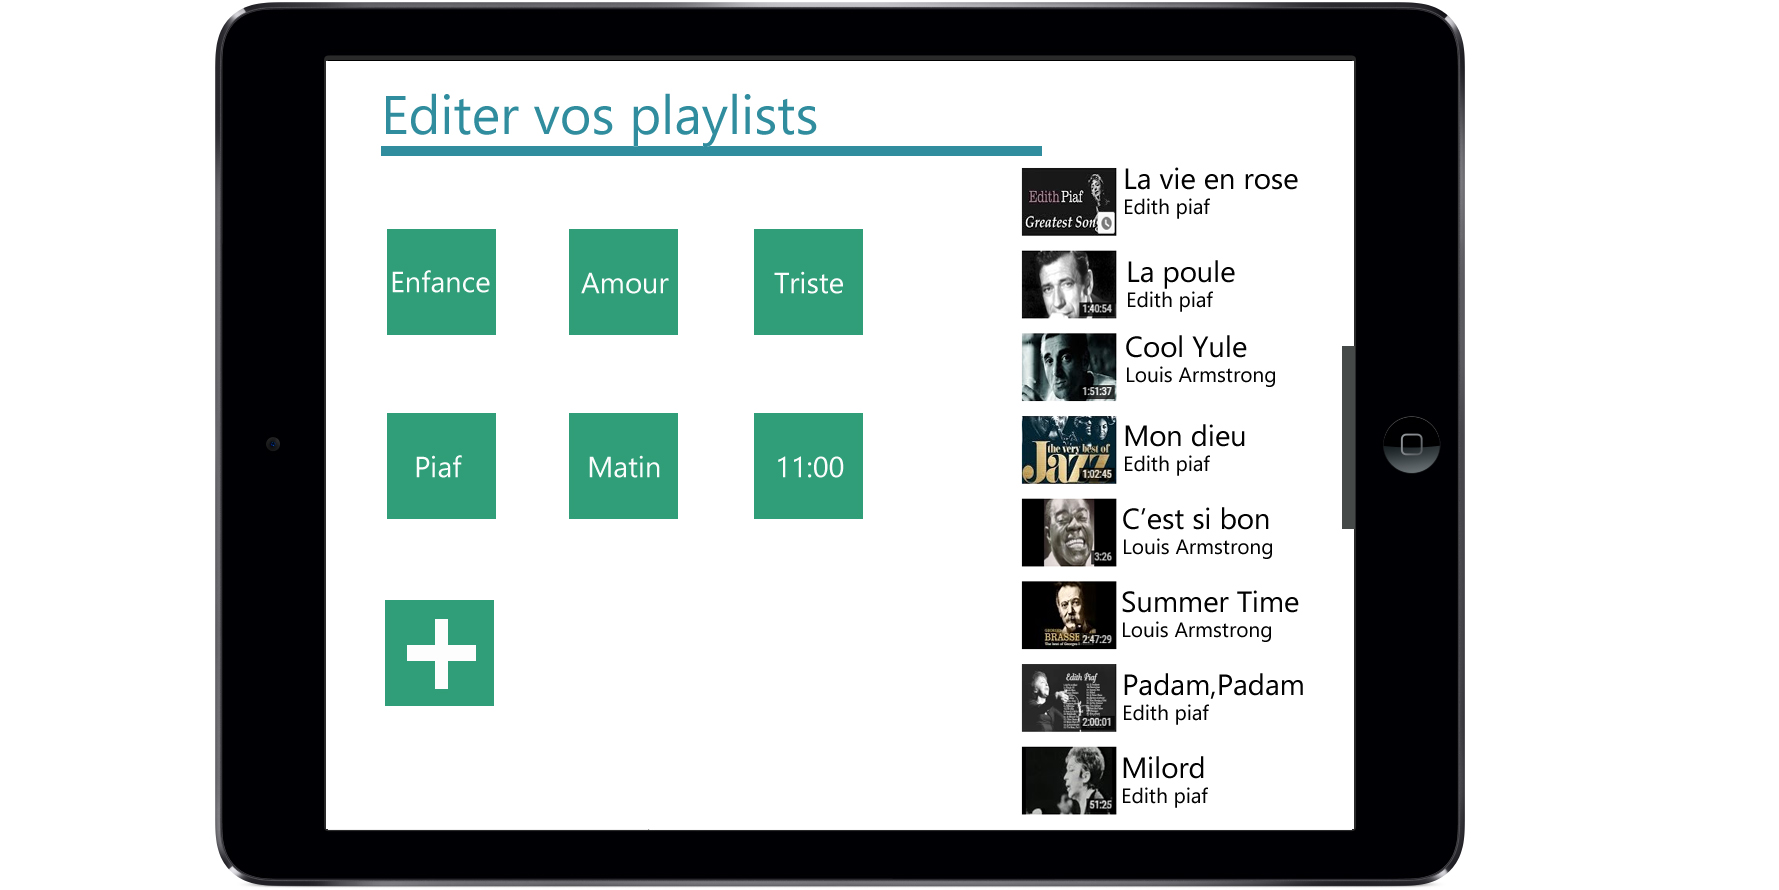 Editer vos playlists
Enfance
Amour
Triste
Piaf
Matin
11:00
Edith Piaf
Greatest Son
La vie en rose
Edith piaf
1:40:54
La poule
Edith piaf
1:51:37
Cool Yule
Louis Armstrong
the very best of
Jazz
1:02:45
Mon dieu
Edith piaf
3:26
C’est si bon
Louis Armstrong
BRASSE
2:47:29
Summer Time
Louis Armstrong
Edith Piaf
2:00:01
Padam,Padam
Edith piaf
51:25
Milord
Edith piaf